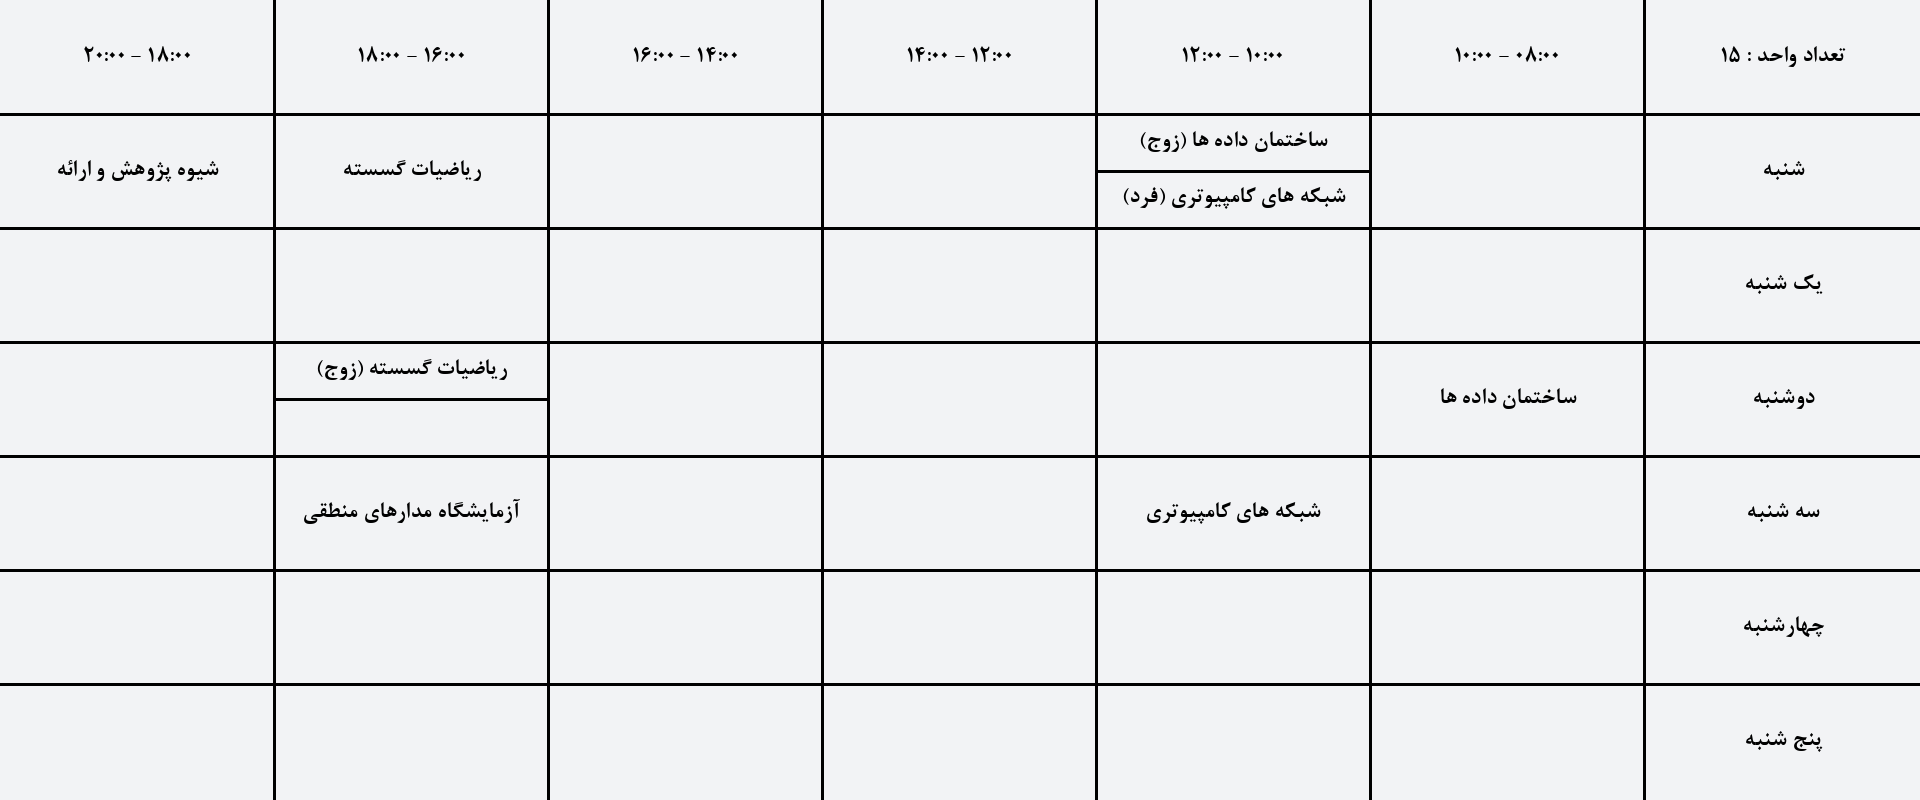 تعداد واحد : ۱۵
۰۸:۰۰ - ۱۰:۰۰
۱۰:۰۰ - ۱۲:۰۰
۱۲:۰۰ - ۱۴:۰۰
۱۴:۰۰ - ۱۶:۰۰
۱۶:۰۰ - ۱۸:۰۰
۱۸:۰۰ - ۲۰:۰۰
شنبه
ساختمان داده ها (زوج)
شبکه های کامپیوتری (فرد)
ریاضیات گسسته
شیوه پژوهش و ارائه
یک شنبه
دوشنبه
ساختمان داده ها
ریاضیات گسسته (زوج)
سه شنبه
شبکه های کامپیوتری
آزمایشگاه مدارهای منطقی
چهارشنبه
پنج شنبه